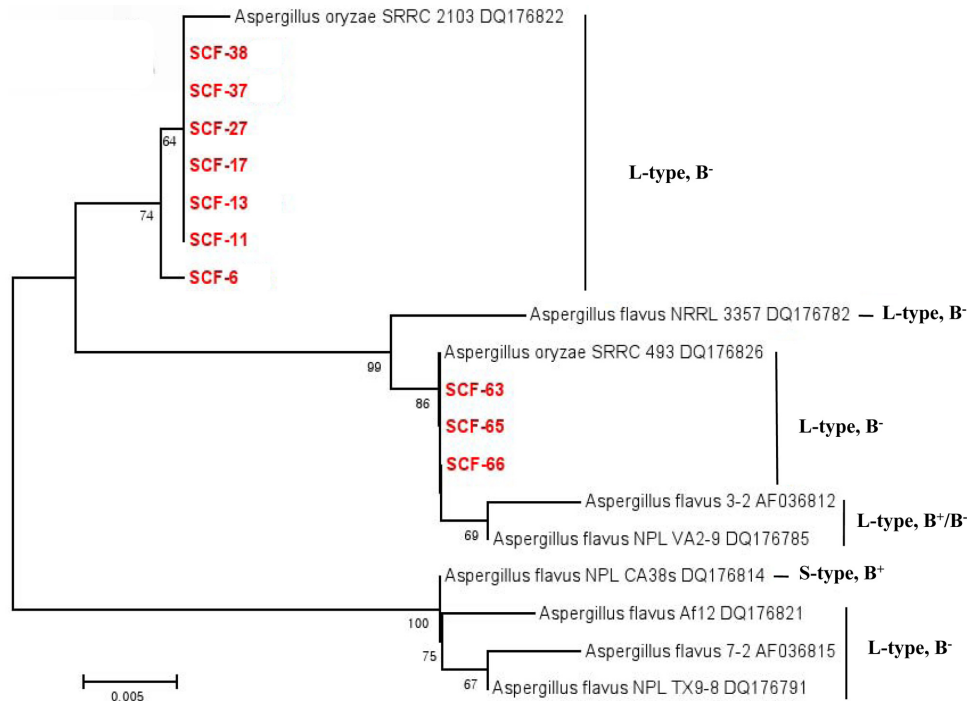 Aspergillus oryzae SRRC 2103 DQ176822
SCF-38
SCF-37
SCF-27
64
SCF-17
L-type, B⁻
SCF-13
74
SCF-11
SCF-6
Aspergillus flavus NRRL 3357 DQ176782
L-type, B⁻
Aspergillus oryzae SRRC 493 DQ176826
99
SCF-63
86
SCF-65
L-type, B⁻
SCF-66
Aspergillus flavus 3-2 AF036812
L-type, B⁺/B⁻
69
Aspergillus flavus NPL VA2-9 DQ176785
Aspergillus flavus NPL CA38s DQ176814
S-type, B⁺
Aspergillus flavus Af12 DQ176821
100
75
Aspergillus flavus 7-2 AF036815
L-type, B⁻
67
Aspergillus flavus NPL TX9-8 DQ176791
0.005